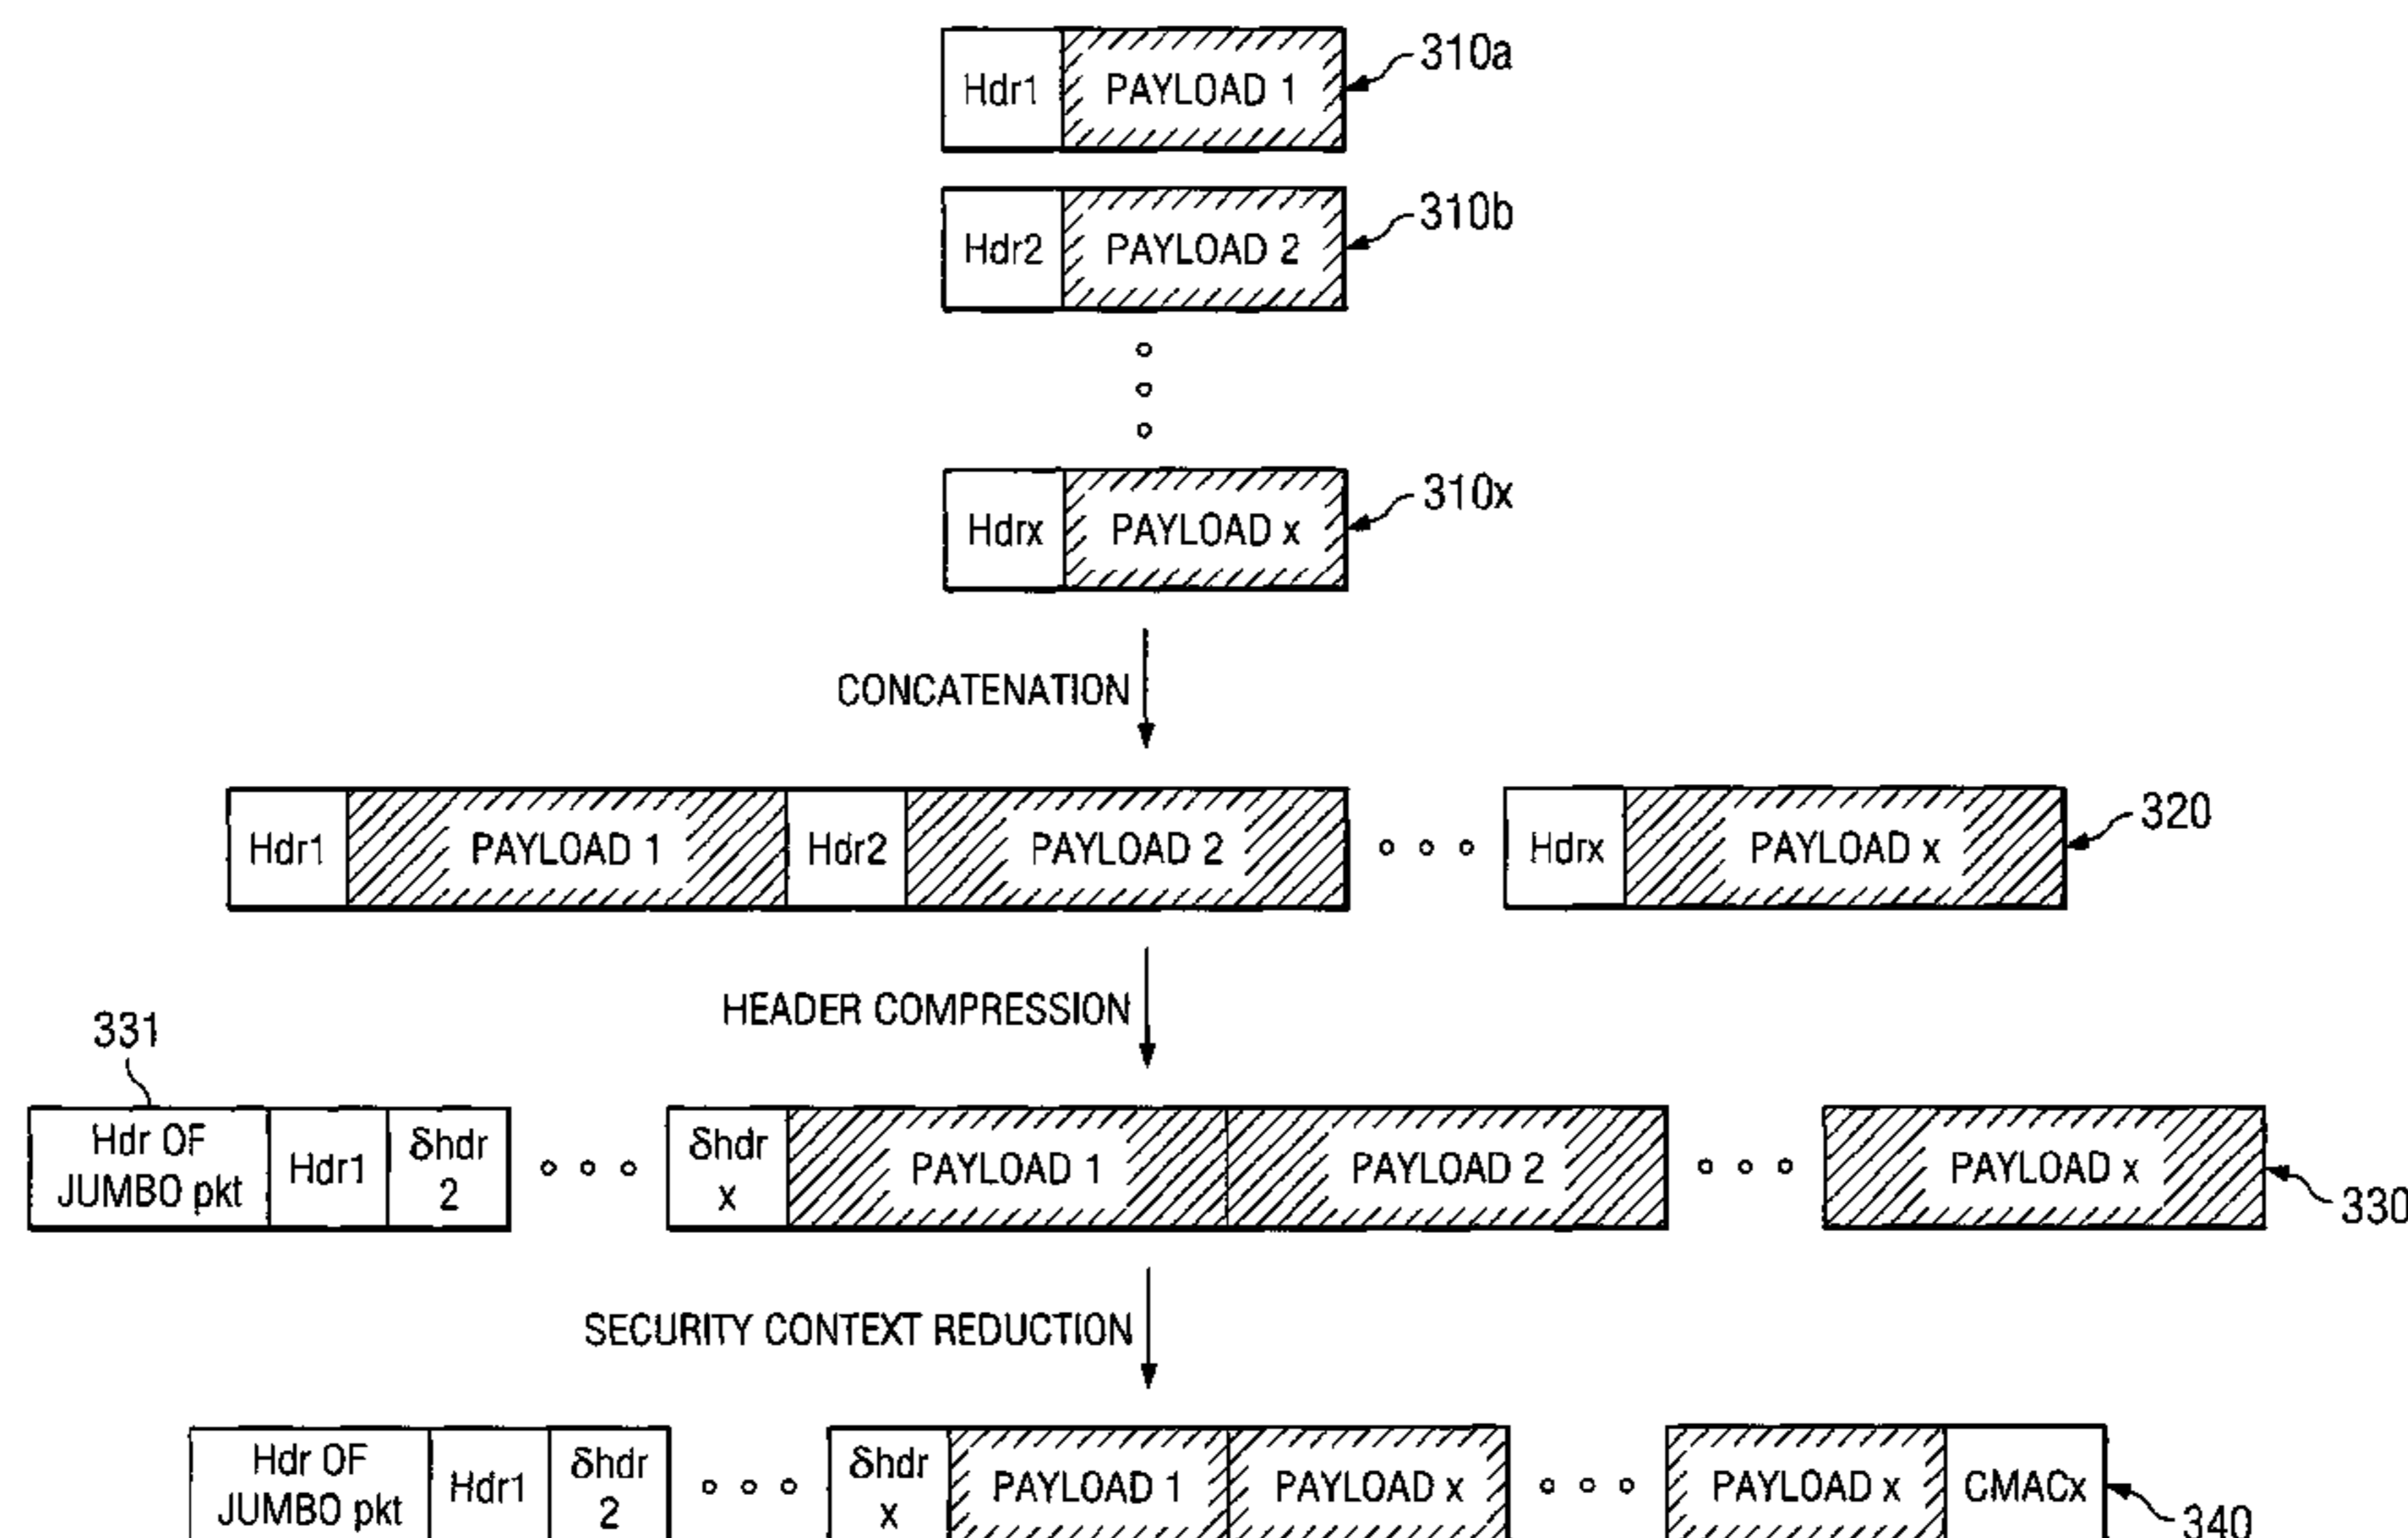 Hdr1 PAYLOAD 1 310a
Hdr2 PAYLOAD 2 310b
Hdrx PAYLOAD x 310x
CONCATENATION
Hdr1 PAYLOAD 1 Hdr2 PAYLOAD 2 Hdrx PAYLOAD x 320
HEADER COMPRESSION
331
Hdr OF
JUMBO pkt
Hdr1
δhdr
2
δhdr
x
PAYLOAD 1
PAYLOAD 2
PAYLOAD x
330
SECURITY CONTEXT REDUCTION
Hdr OF
JUMBO pkt
Hdr1
δhdr
2
δhdr
x
PAYLOAD 1
PAYLOAD x
PAYLOAD x
CMACx
340